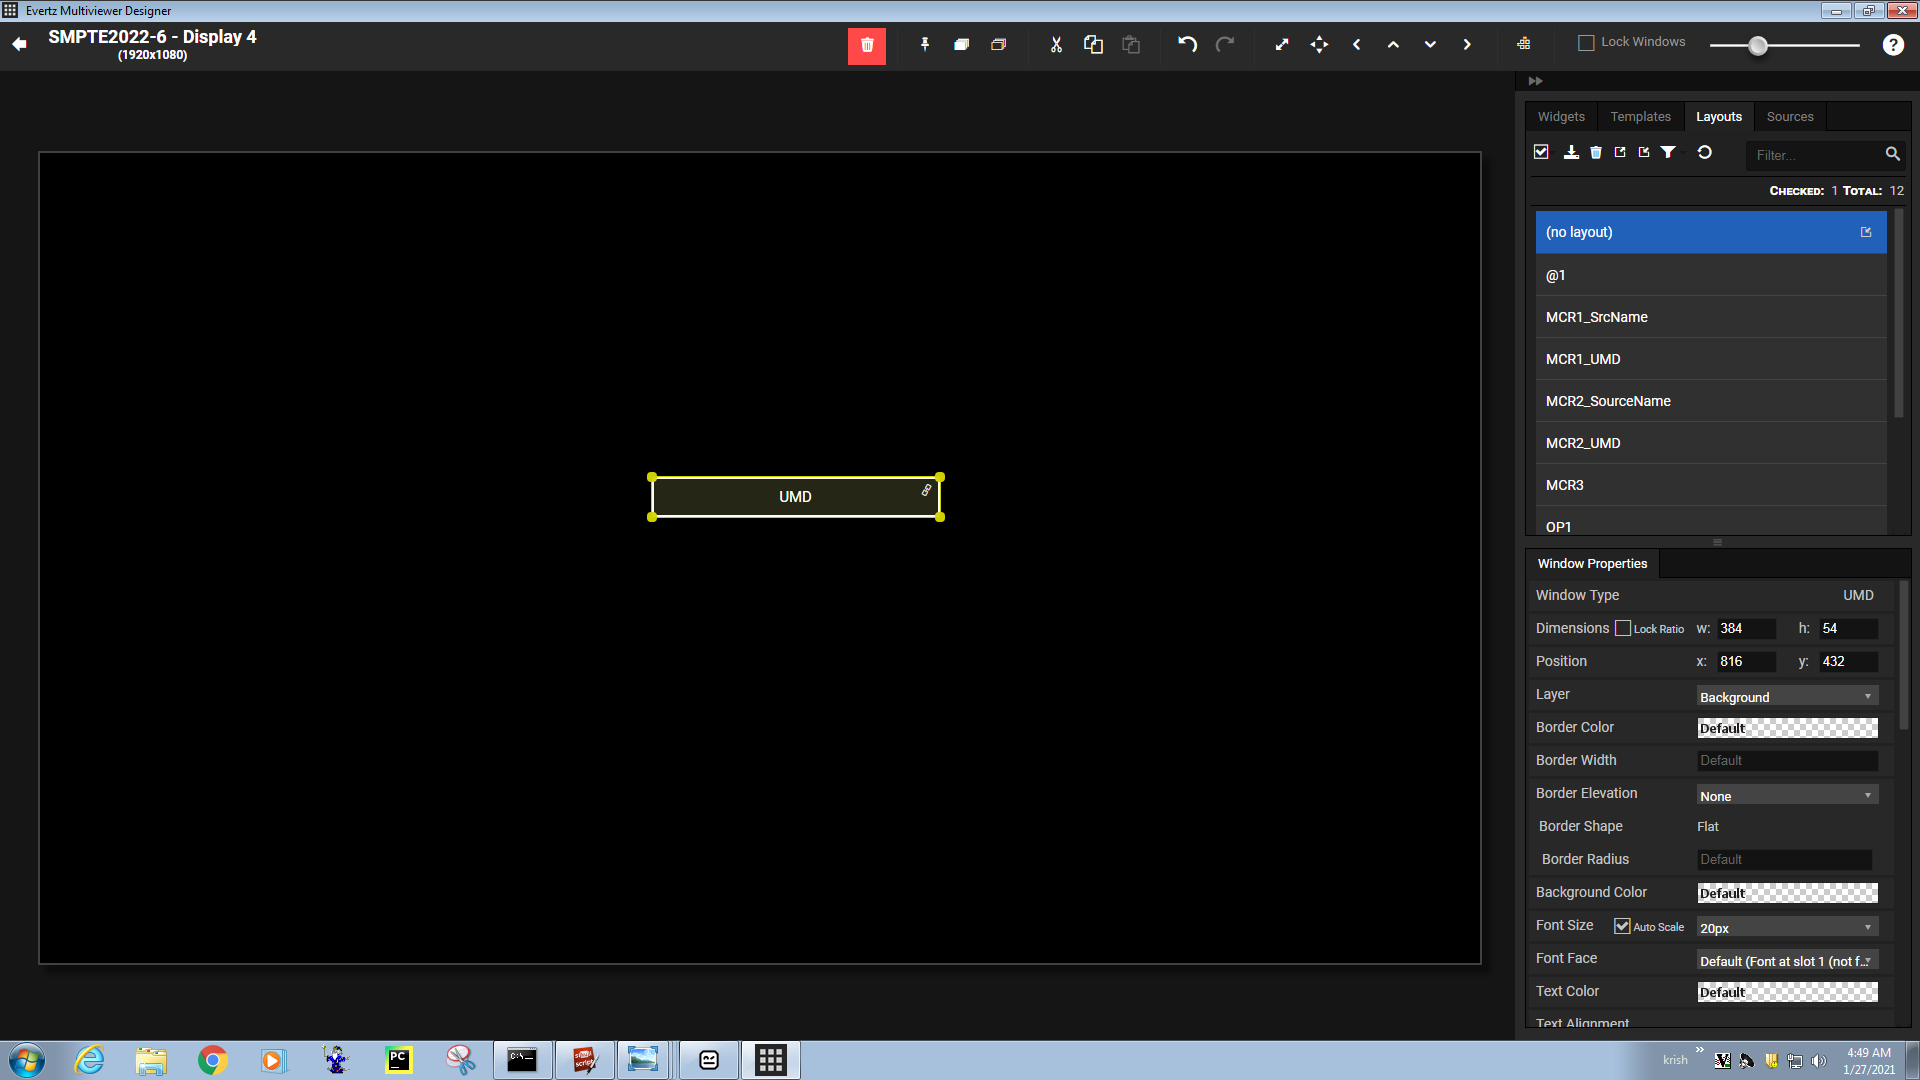 Evertz Multiviewer Designer
SMPTE2022-6 - Display 4
(1920x1080)
Lock Windows
?
Widgets Templates Layouts Sources
Filter...
CHECKED: 1 TOTAL: 12
(no layout)
@1
MCR1_SrcName
MCR1_UMD
MCR2_SourceName
MCR2_UMD
MCR3
OP1
UMD
Window Properties
Window Type UMD
Dimensions Lock Ratio w: 384 h: 54
Position x: 816 y: 432
Layer Background
Border Color Default
Border Width Default
Border Elevation None
Border Shape Flat
Border Radius Default
Background Color Default
Font Size Auto Scale 20px
Font Face Default (Font at slot 1 (not f...
Text Color Default
Text Alignment
PC
C:\_
script
krish
4:49 AM
1/27/2021